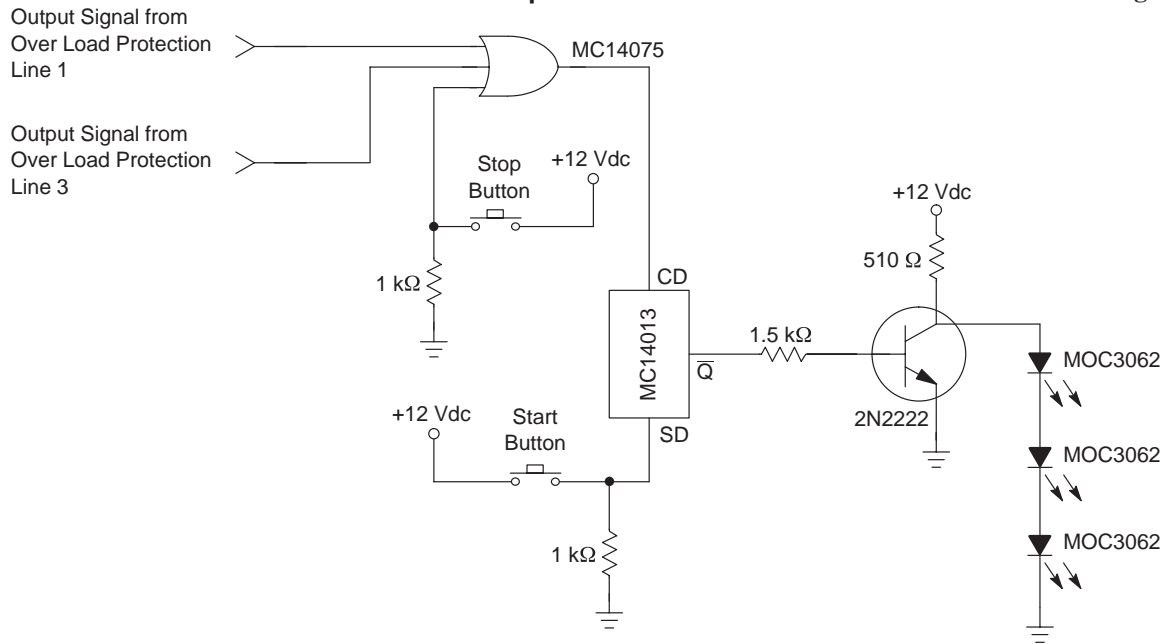 Output Signal from
Over Load Protection
Line 1
MC14075
Output Signal from
Over Load Protection
Line 3
Stop
Button
+12 Vdc
1 kΩ
+12 Vdc
510 Ω
CD
MC14013
Q̅
SD
1.5 kΩ
2N2222
MOC3062
MOC3062
MOC3062
+12 Vdc
Start
Button
1 kΩ